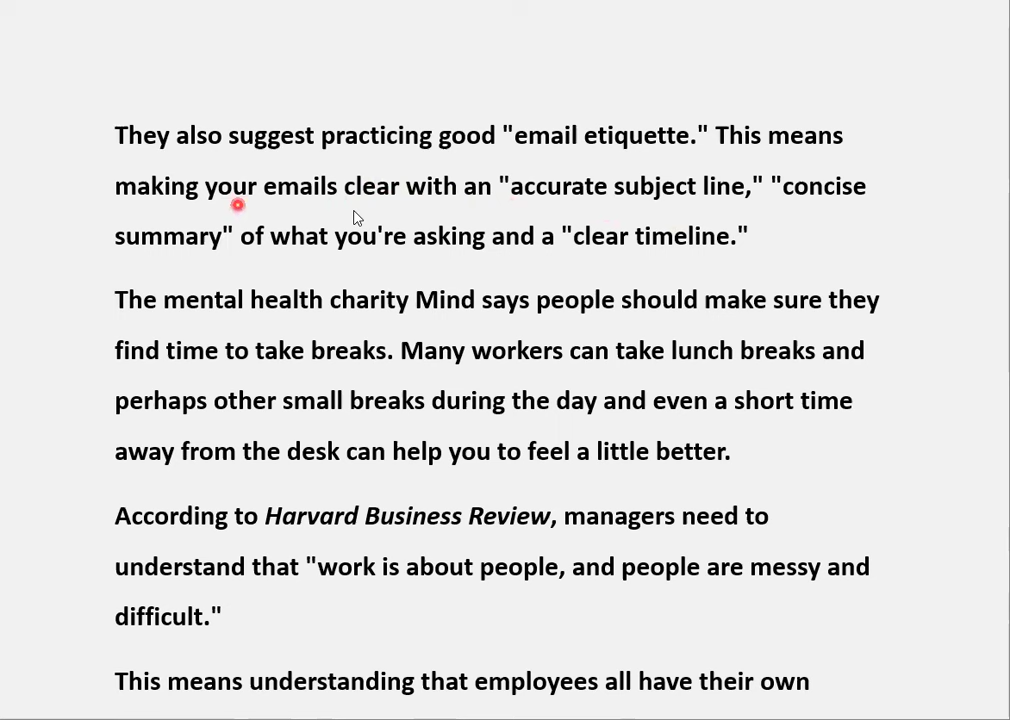 They also suggest practicing good "email etiquette." This means
making your emails clear with an "accurate subject line," "concise
summary" of what you're asking and a "clear timeline."
The mental health charity Mind says people should make sure they
find time to take breaks. Many workers can take lunch breaks and
perhaps other small breaks during the day and even a short time
away from the desk can help you to feel a little better.
According to Harvard Business Review, managers need to
understand that "work is about people, and people are messy and
difficult."
This means understanding that employees all have their own